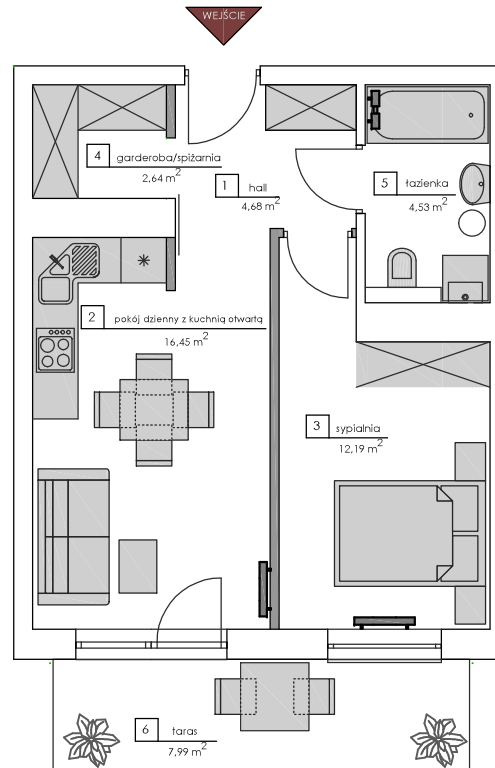 WEJŚCIE
4 garderoba/spiżarnia
2,64 m²
1 hall
4,68 m²
5 łazienka
4,53 m²
2 pokój dzienny z kuchnią otwartą
16,45 m²
3 sypialnia
12,19 m²
6 taras
7,99 m²